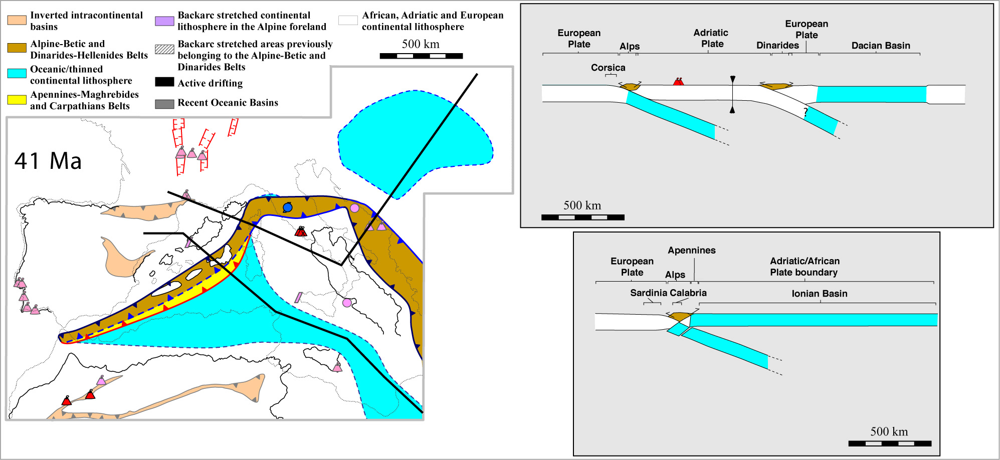 Inverted intracontinental
basins
Alpine-Betic and
Dinarides-Hellenides Belts
Oceanic/thinned
continental lithosphere
Apennines-Maghrebides
and Carpathians Belts
Backarc stretched continental
lithosphere in the Alpine foreland
Backarc stretched areas previously
belonging to the Alpine-Betic and
Dinarides Belts
Active drifting
Recent Oceanic Basins
African, Adriatic and European
continental lithosphere
500 km
41 Ma
European
Plate
Alps
Adriatic
Plate
Dinarides
European
Plate
Dacian Basin
Corsica
?
500 km
Apennines
European
Plate
Alps
Adriatic/African
Plate boundary
Sardinia Calabria
Ionian Basin
500 km